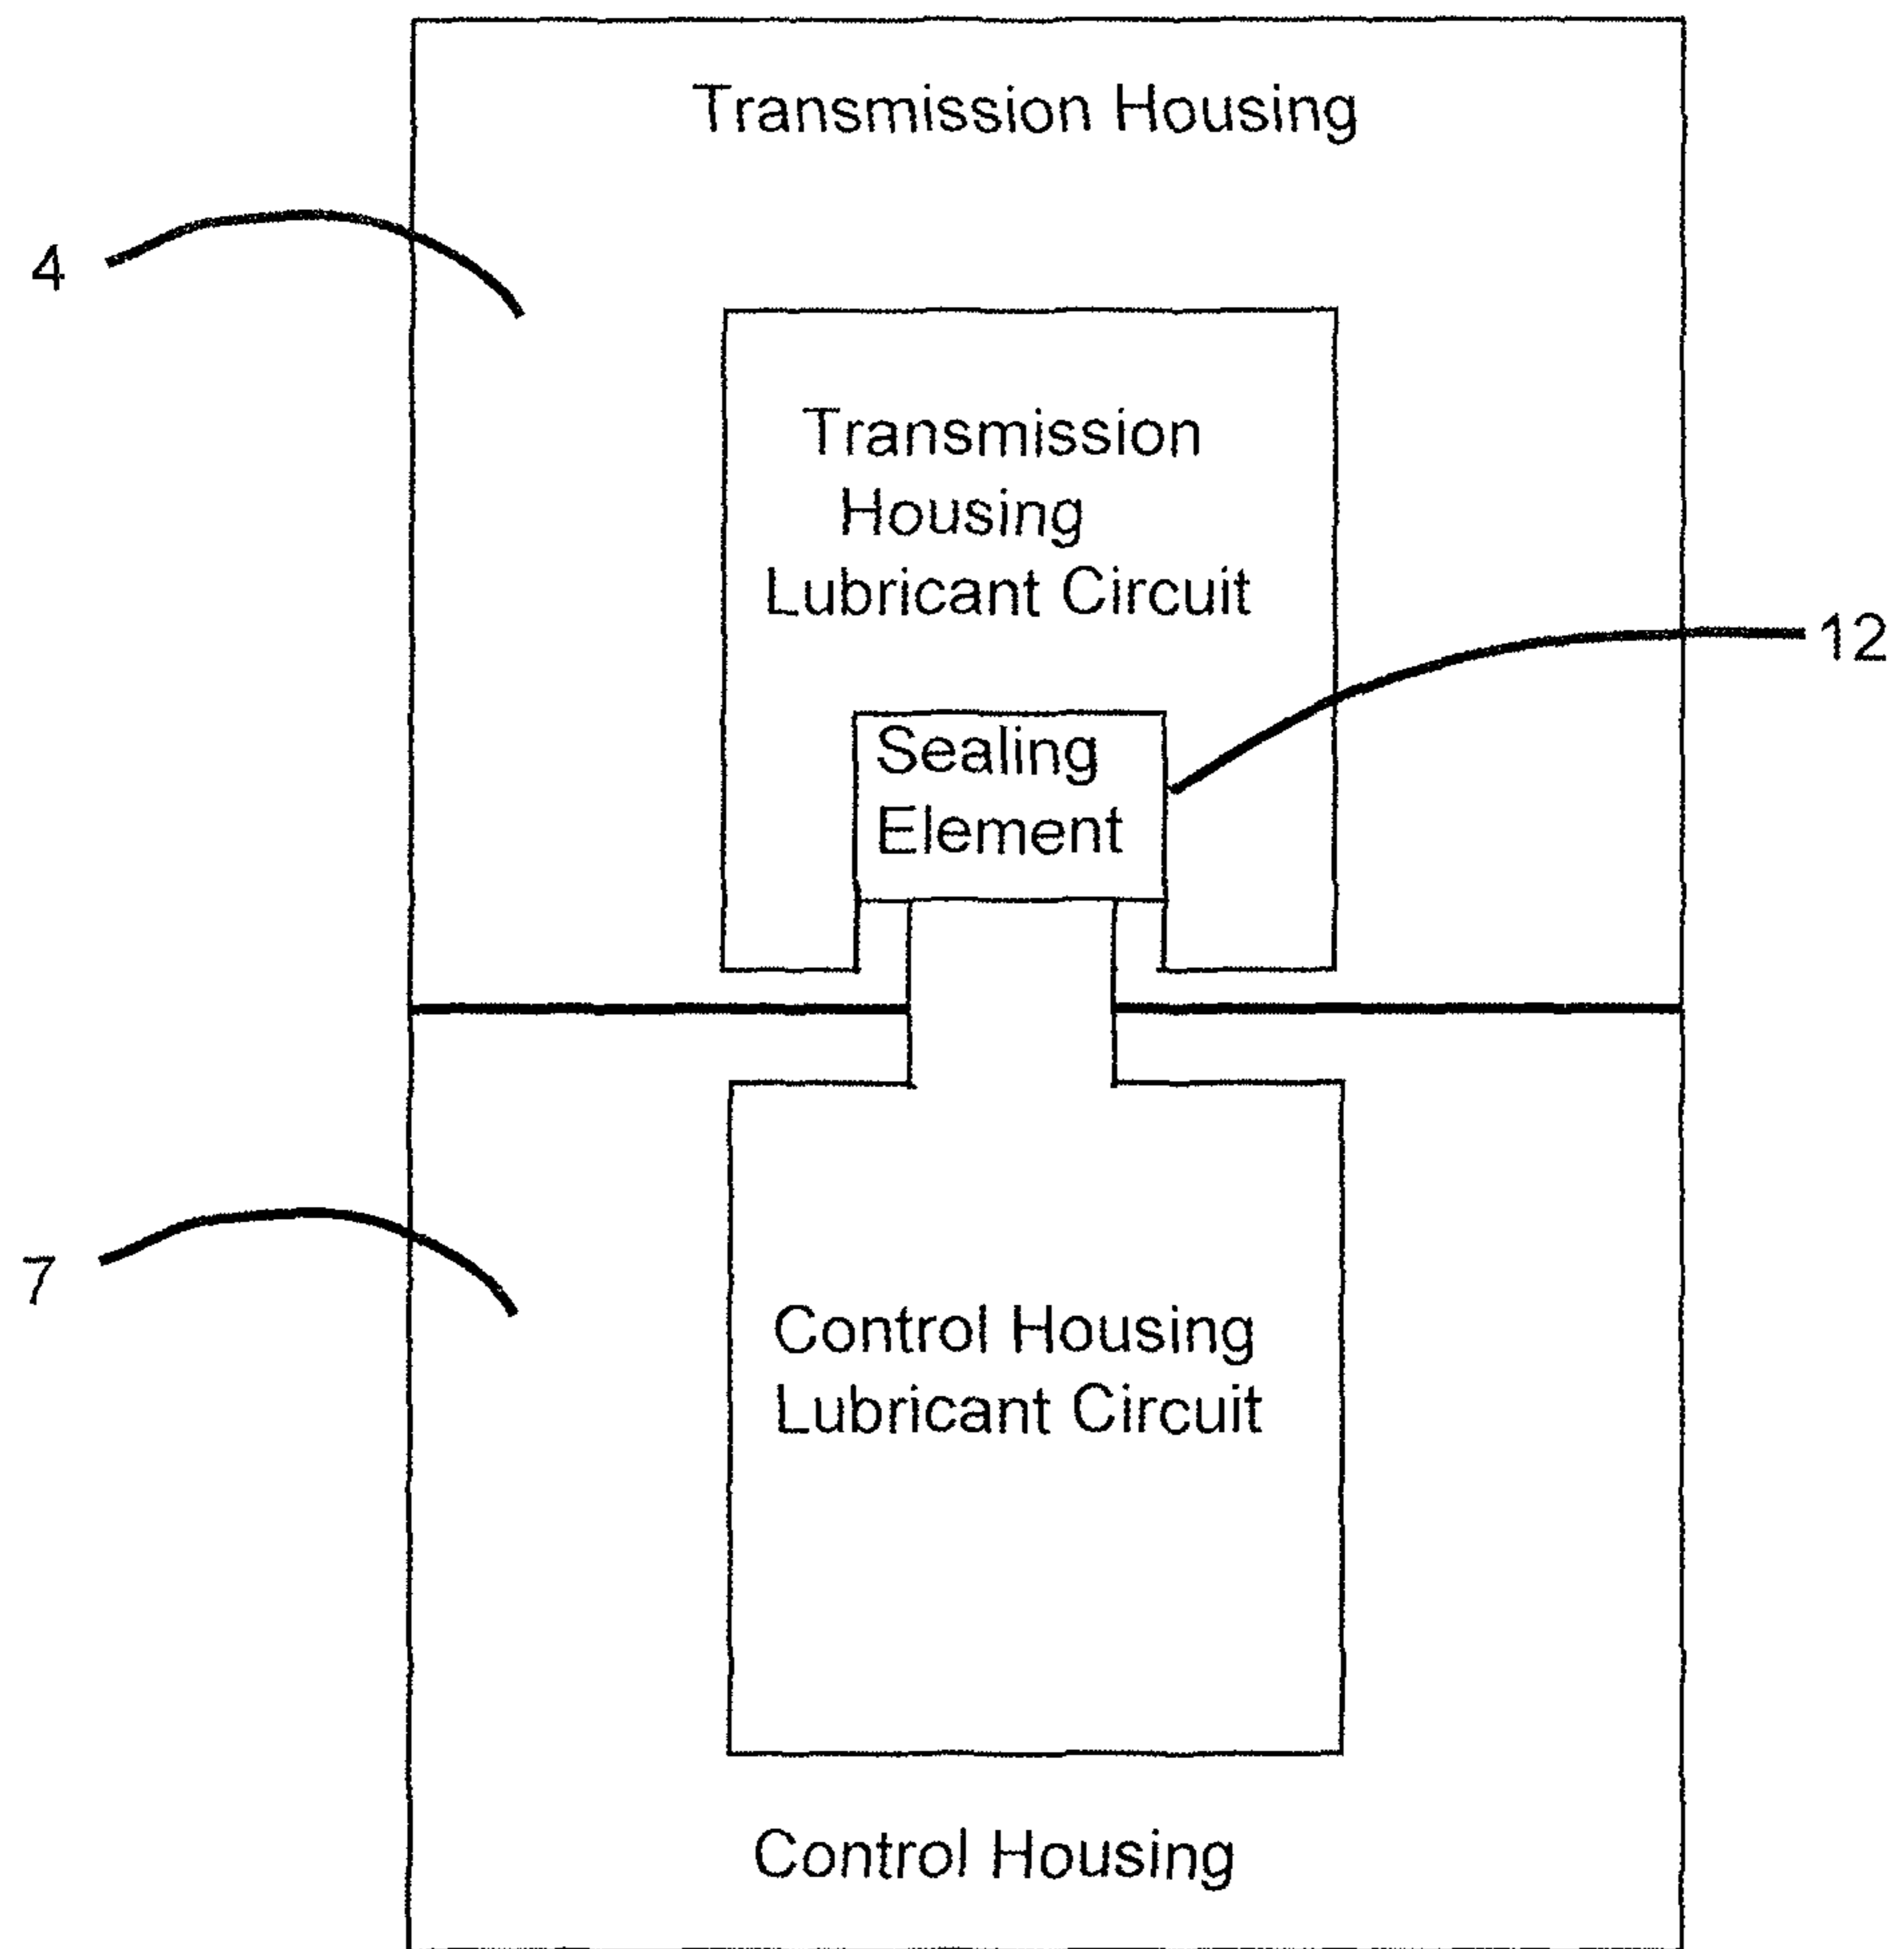 Transmission Housing
4
Transmission
Housing
Lubricant Circuit
12
Sealing
Element
7
Control Housing
Lubricant Circuit
Control Housing